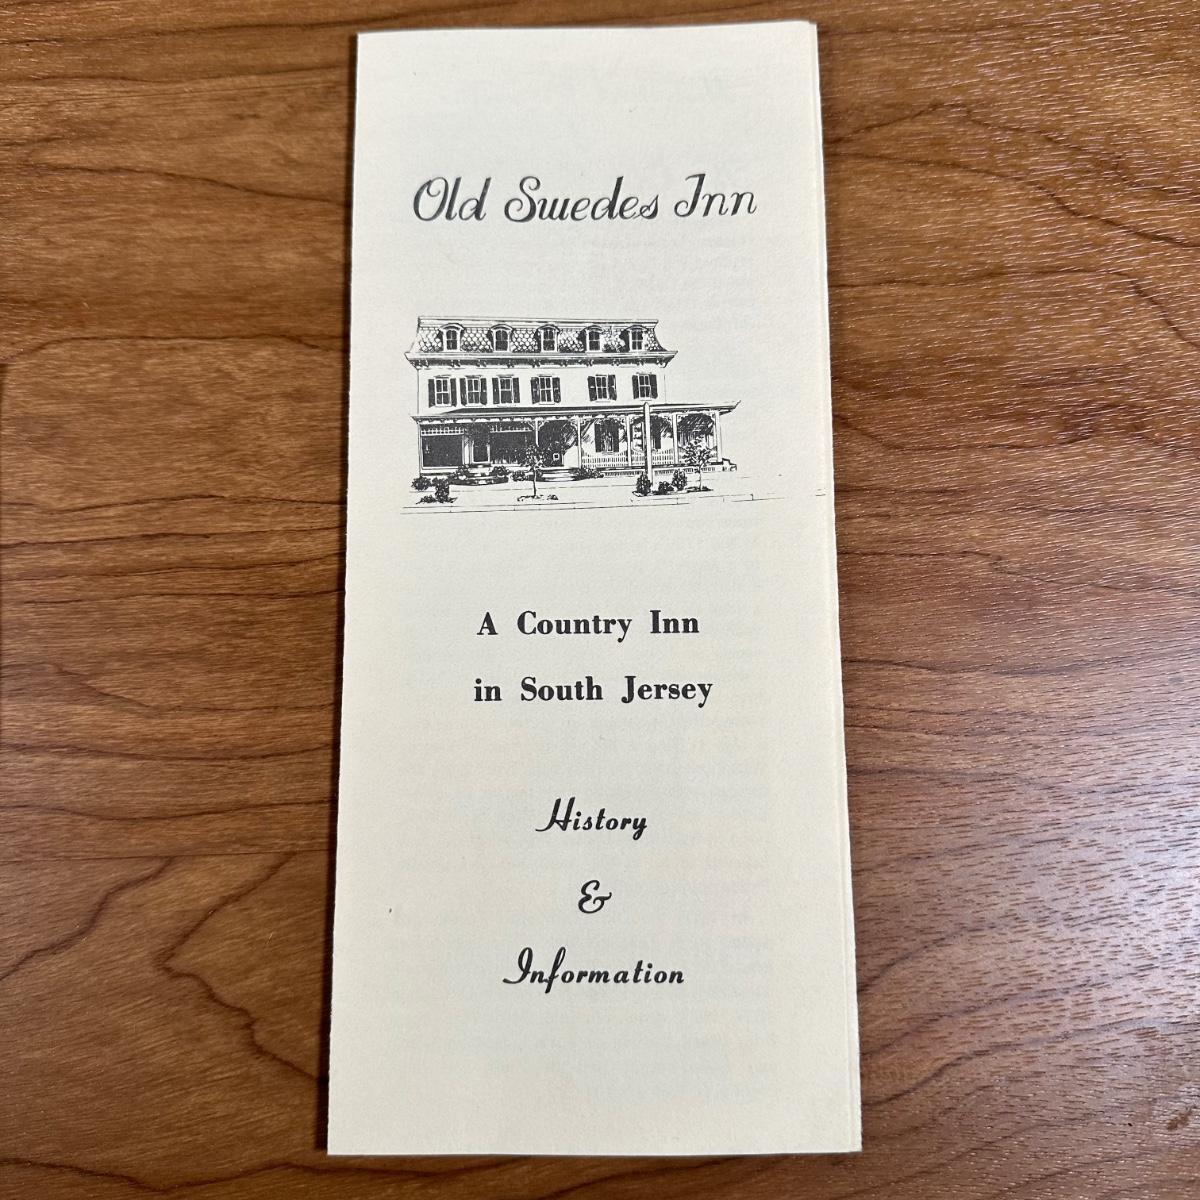 Old Swedes Inn
A Country Inn
in South Jersey
History
&
Information